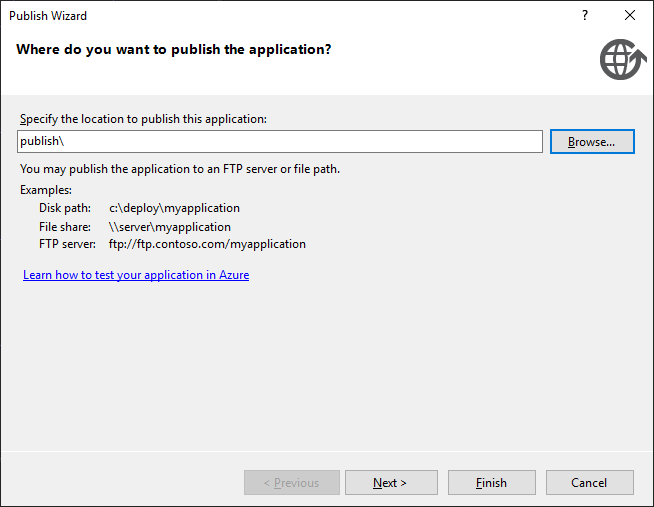 Publish Wizard
?
Where do you want to publish the application?
Specify the location to publish this application:
publish\
Browse...
You may publish the application to an FTP server or file path.
Examples:
Disk path: c:\deploy\myapplication
File share: \\server\myapplication
FTP server: ftp://ftp.contoso.com/myapplication
Learn how to test your application in Azure
< Previous
Next >
Finish
Cancel